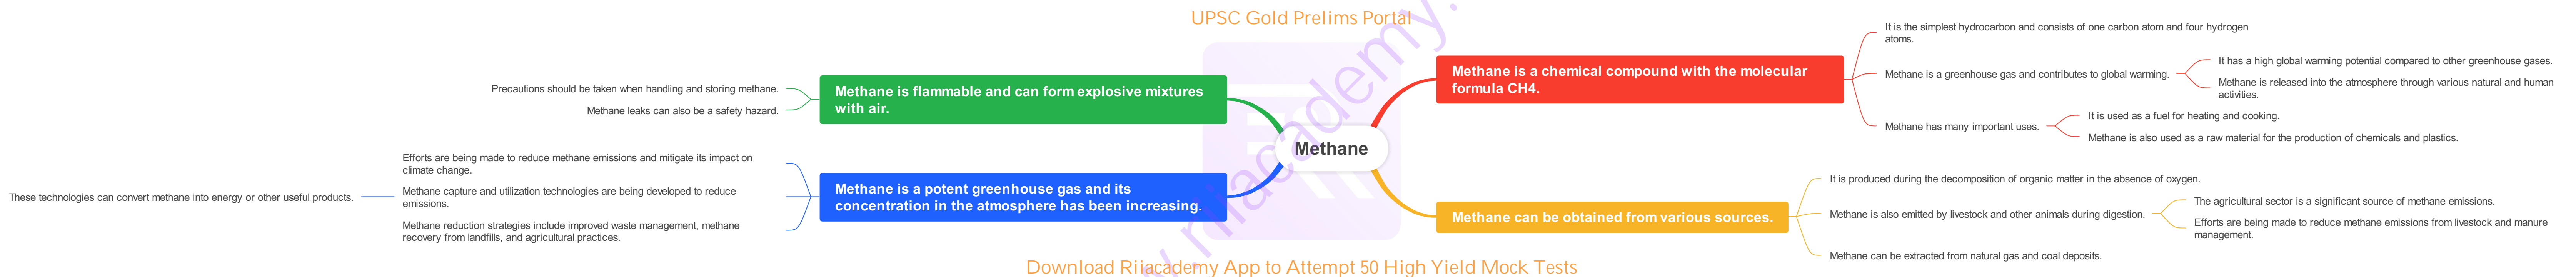 UPSC Gold Prelims Portal
Methane
Methane is a chemical compound with the molecular
formula CH4.
It is the simplest hydrocarbon and consists of one carbon atom and four hydrogen
atoms.
Methane is a greenhouse gas and contributes to global warming.
It has a high global warming potential compared to other greenhouse gases.
Methane is released into the atmosphere through various natural and human
activities.
Methane has many important uses.
It is used as a fuel for heating and cooking.
Methane is also used as a raw material for the production of chemicals and plastics.
Methane can be obtained from various sources.
It is produced during the decomposition of organic matter in the absence of oxygen.
Methane is also emitted by livestock and other animals during digestion.
The agricultural sector is a significant source of methane emissions.
Efforts are being made to reduce methane emissions from livestock and manure
management.
Methane can be extracted from natural gas and coal deposits.
Methane is flammable and can form explosive mixtures
with air.
Precautions should be taken when handling and storing methane.
Methane leaks can also be a safety hazard.
Methane is a potent greenhouse gas and its
concentration in the atmosphere has been increasing.
Efforts are being made to reduce methane emissions and mitigate its impact on
climate change.
Methane capture and utilization technologies are being developed to reduce
emissions.
These technologies can convert methane into energy or other useful products.
Methane reduction strategies include improved waste management, methane
recovery from landfills, and agricultural practices.
Download Rijacademy App to Attempt 50 High Yield Mock Tests